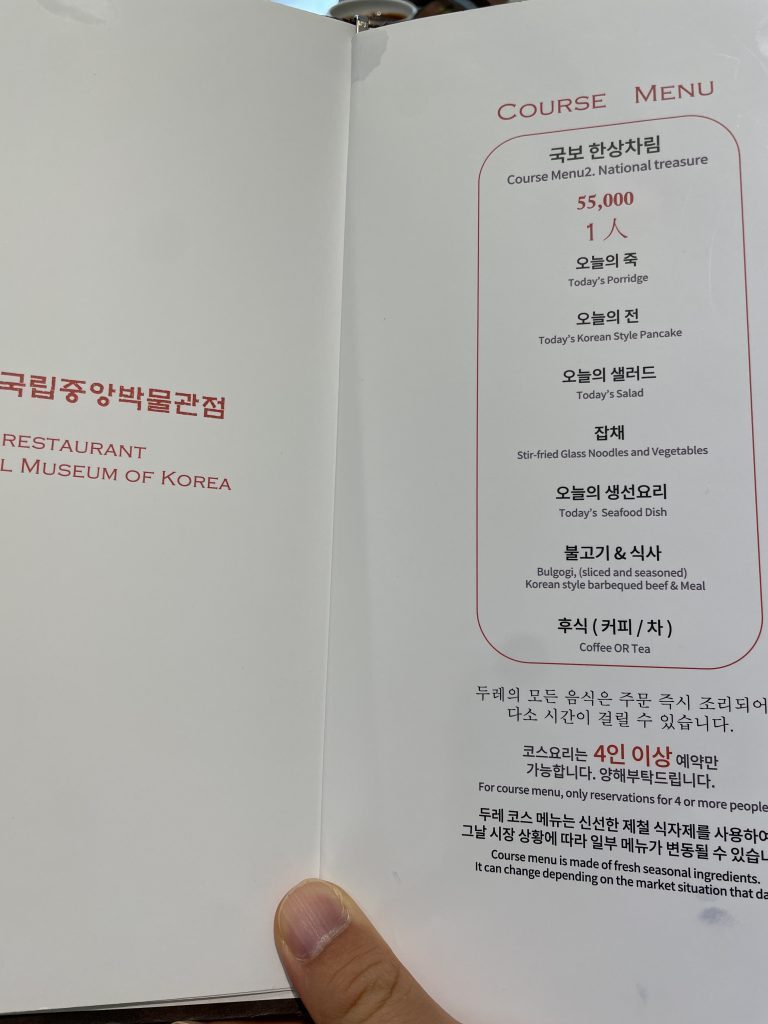 국립중앙박물관점
RESTAURANT
L MUSEUM OF KOREA
COURSE MENU
국보 한상차림
Course Menu2. National treasure
55,000
1 人
오늘의 죽
Today's Porridge
오늘의 전
Today's Korean Style Pancake
오늘의 샐러드
Today's Salad
잡채
Stir-fried Glass Noodles and Vegetables
오늘의 생선요리
Today's Seafood Dish
불고기 & 식사
Bulgogi, (sliced and seasoned)
Korean style barbequed beef & Meal
후식 ( 커피 / 차 )
Coffee OR Tea
두레의 모든 음식은 주문 즉시 조리되어
다소 시간이 걸릴 수 있습니다.
코스요리는 4인 이상 예약만
가능합니다. 양해부탁드립니다.
For course menu, only reservations for 4 or more people
두레 코스 메뉴는 신선한 제철 식자제를 사용하여
그날 시장 상황에 따라 일부 메뉴가 변동될 수 있습니
Course menu is made of fresh seasonal ingredients.
It can change depending on the market situation that da